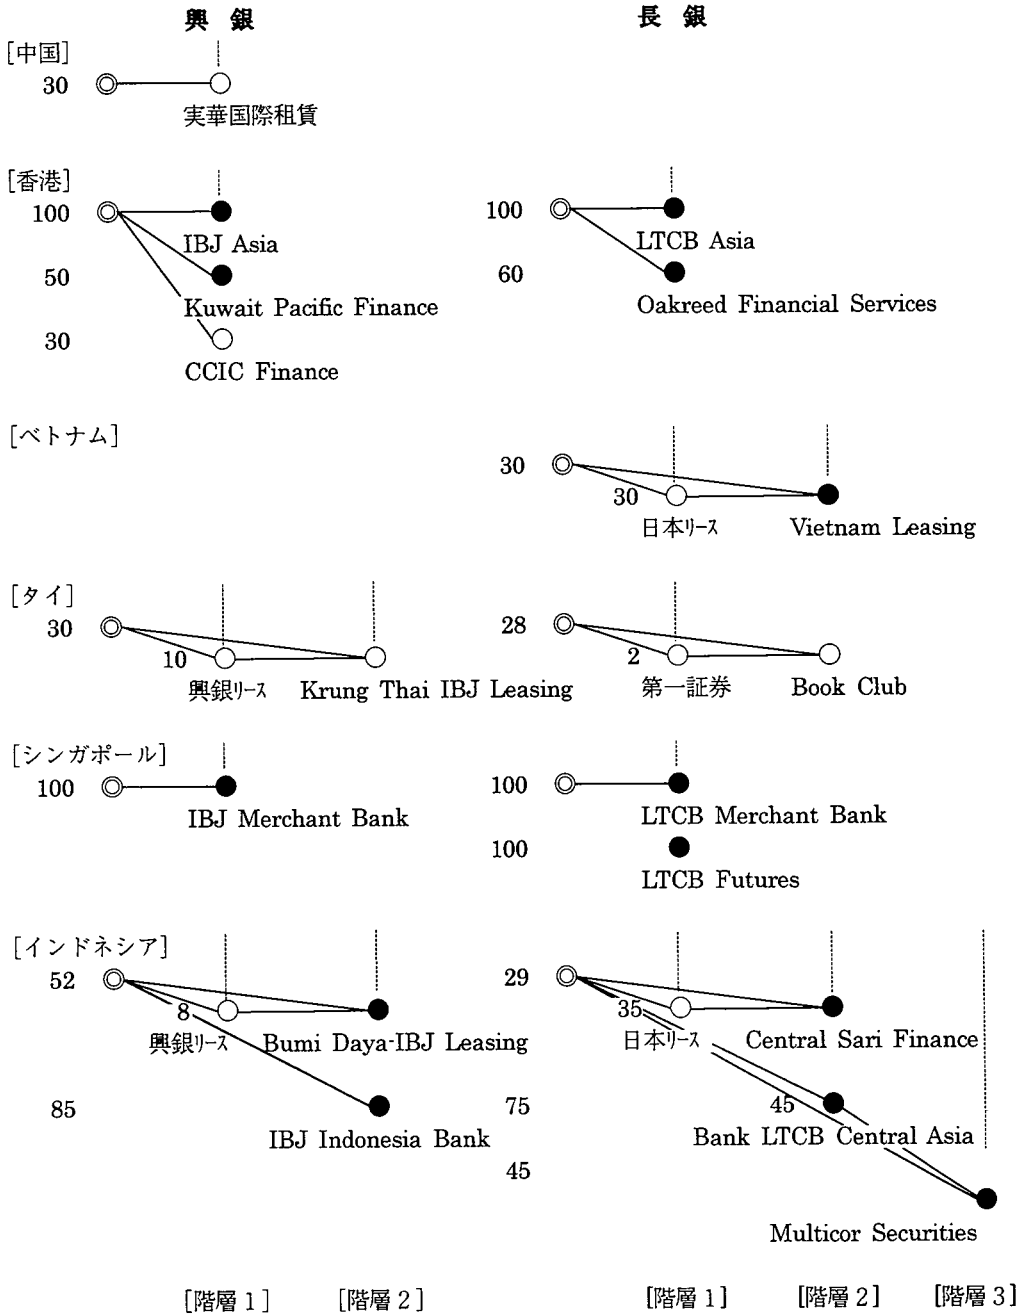 興 銀 長 銀
[中国]
30
実華国際租賃
[香港]
100 100
IBJ Asia LTCB Asia
50 60
Kuwait Pacific Finance Oakreed Financial Services
30
CCIC Finance
[ベトナム]
30
30
日本リース Vietnam Leasing
[タイ]
30 28
10 2
興銀リース Krung Thai IBJ Leasing 第一証券 Book Club
[シンガポール]
100 100
IBJ Merchant Bank LTCB Merchant Bank
100
LTCB Futures
[インドネシア]
52 29
8 35
興銀リース Bumi Daya-IBJ Leasing 日本リース Central Sari Finance
85 75 45
IBJ Indonesia Bank Bank LTCB Central Asia
45
Multicor Securities
[階層1] [階層2] [階層1] [階層2] [階層3]